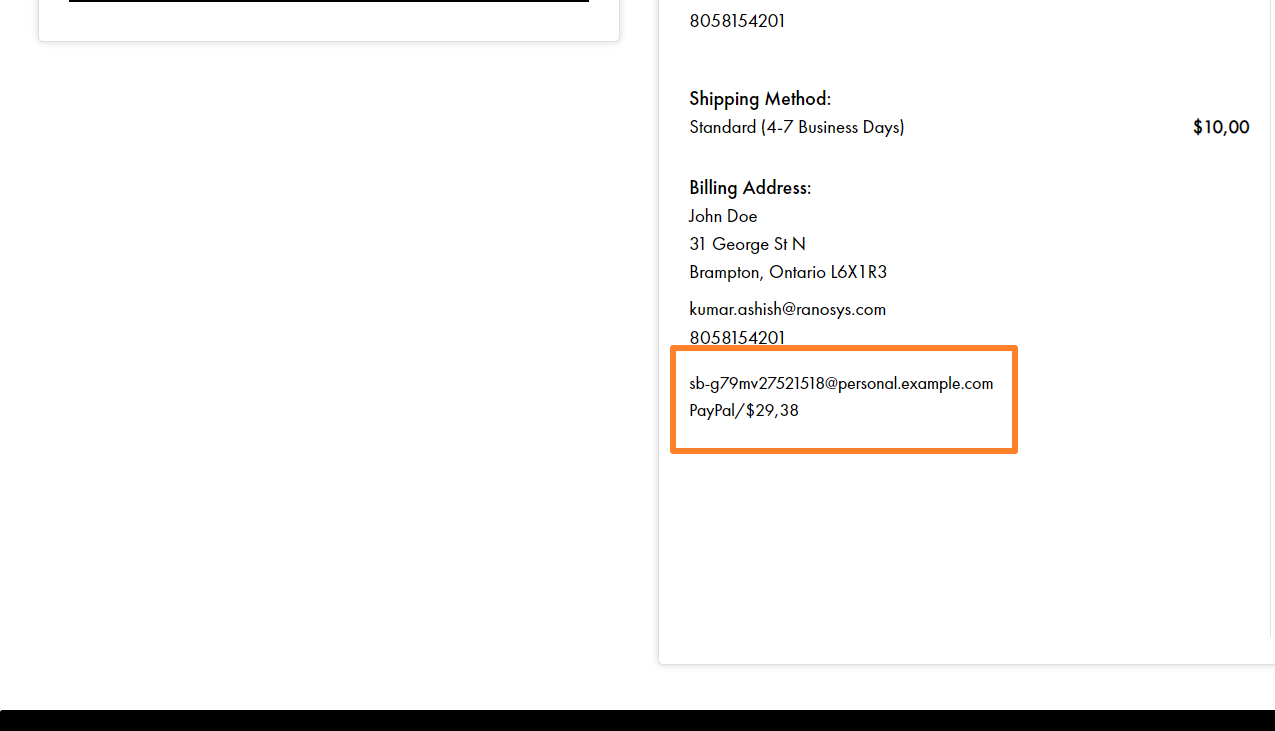 8058154201
Shipping Method:
Standard (4-7 Business Days)
$10,00
Billing Address:
John Doe
31 George St N
Brampton, Ontario L6X1R3
kumar.ashish@ranosys.com
8058154201
sb-g79mv27521518@personal.example.com
PayPal/$29,38